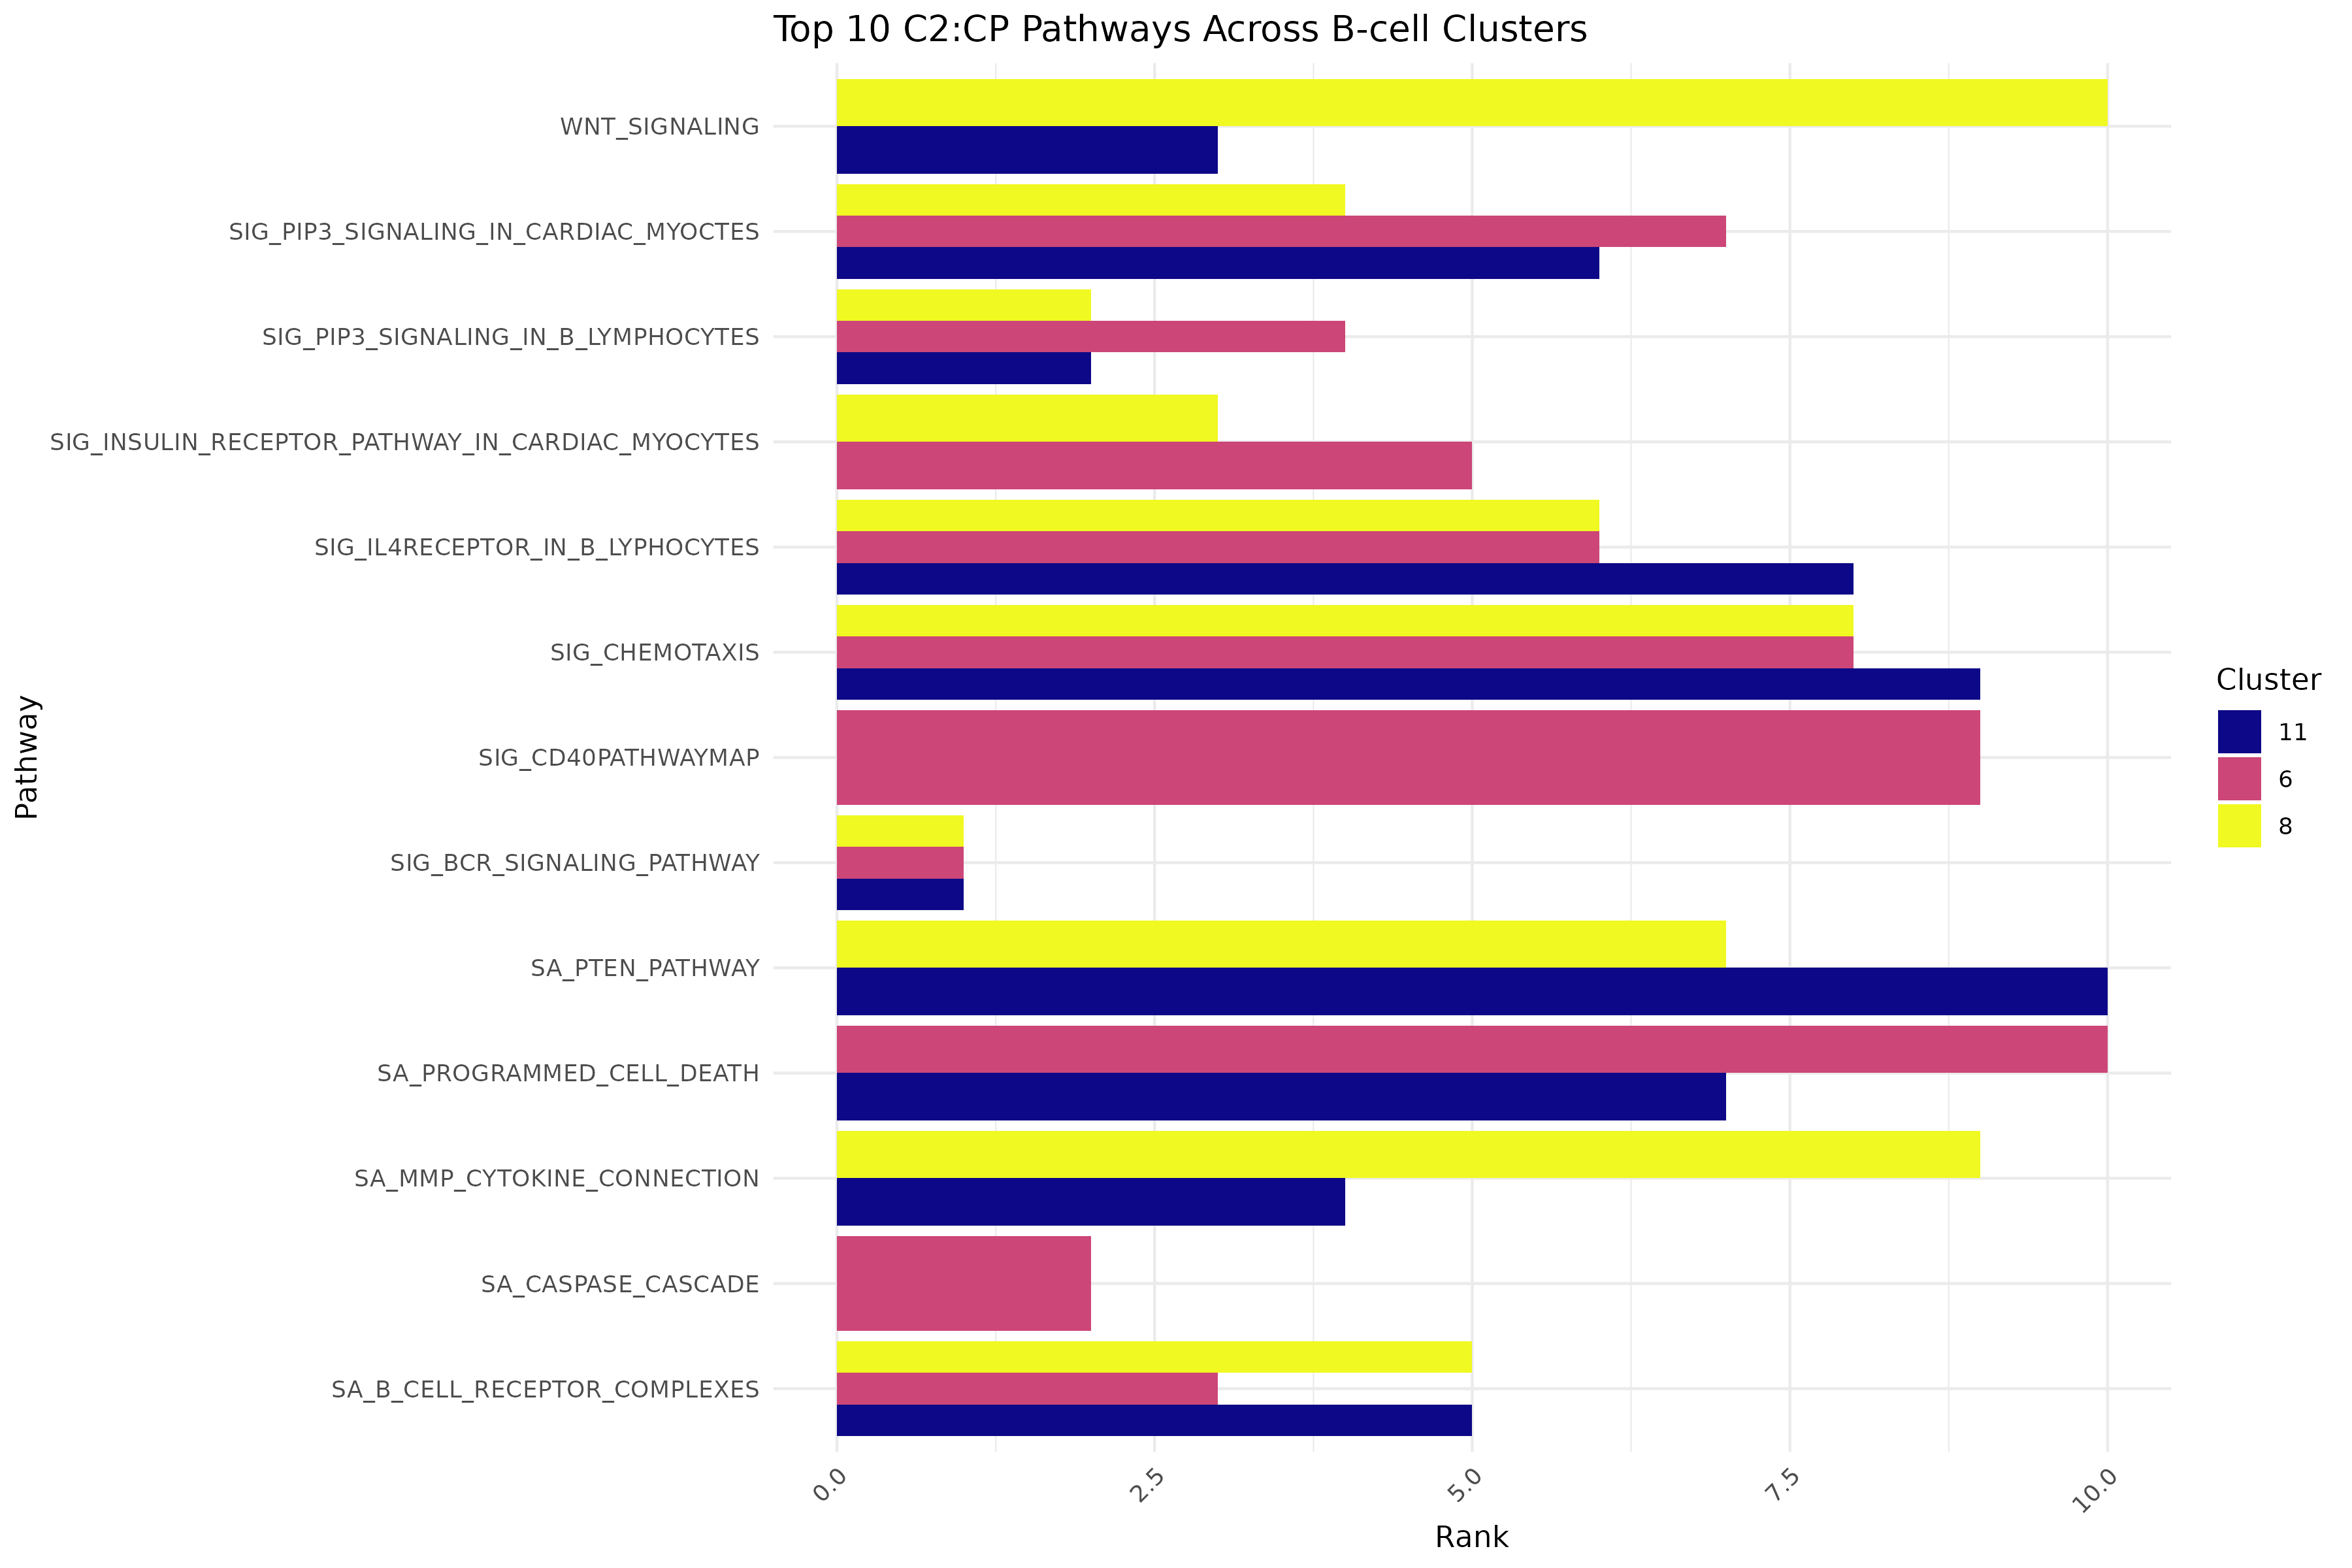 Top 10 C2:CP Pathways Across B-cell Clusters
WNT_SIGNALING
SIG_PIP3_SIGNALING_IN_CARDIAC_MYOCTES
SIG_PIP3_SIGNALING_IN_B_LYMPHOCYTES
SIG_INSULIN_RECEPTOR_PATHWAY_IN_CARDIAC_MYOCYTES
SIG_IL4RECEPTOR_IN_B_LYPHOCYTES
SIG_CHEMOTAXIS
SIG_CD40PATHWAYMAP
SIG_BCR_SIGNALING_PATHWAY
SA_PTEN_PATHWAY
SA_PROGRAMMED_CELL_DEATH
SA_MMP_CYTOKINE_CONNECTION
SA_CASPASE_CASCADE
SA_B_CELL_RECEPTOR_COMPLEXES
Pathway
0.0 2.5 5.0 7.5 10.0
Rank
Cluster
11
6
8